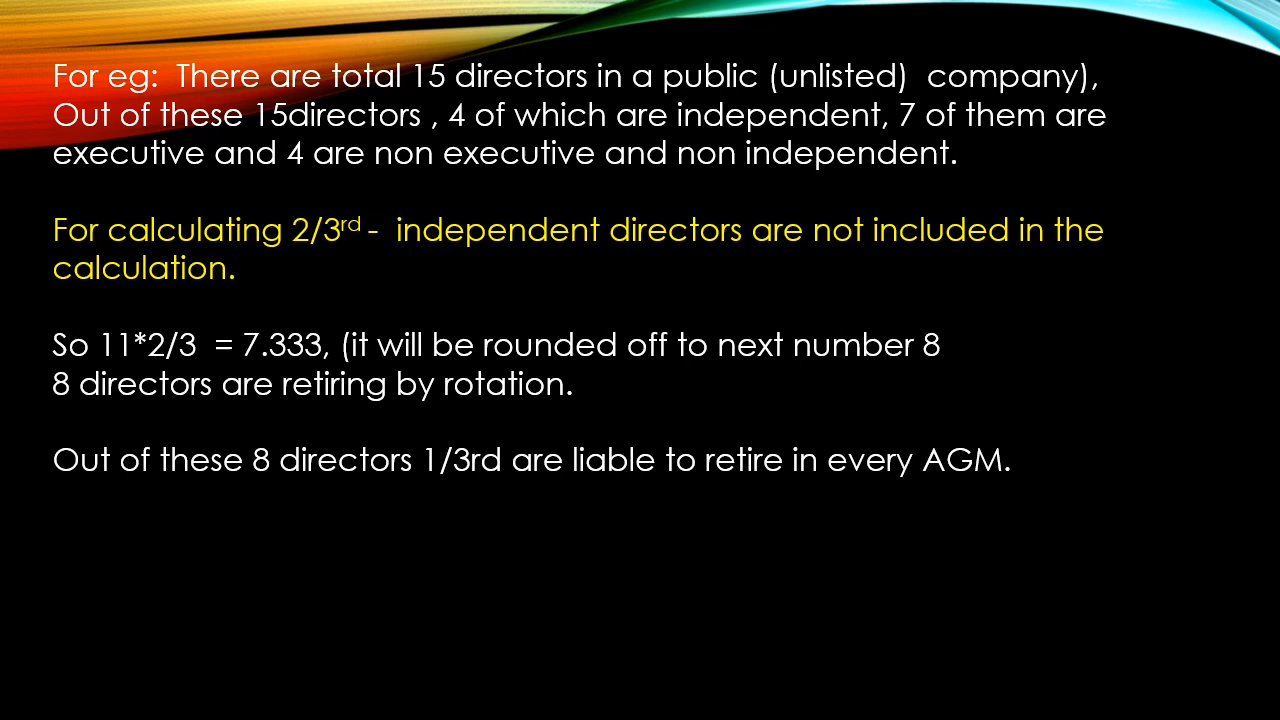 For eg:  There are total 15 directors in a public (unlisted)  company),
Out of these 15directors , 4 of which are independent, 7 of them are
executive and 4 are non executive and non independent.
For calculating 2/3rd -  independent directors are not included in the
calculation.
So 11*2/3  = 7.333, (it will be rounded off to next number 8
8 directors are retiring by rotation.
Out of these 8 directors 1/3rd are liable to retire in every AGM.